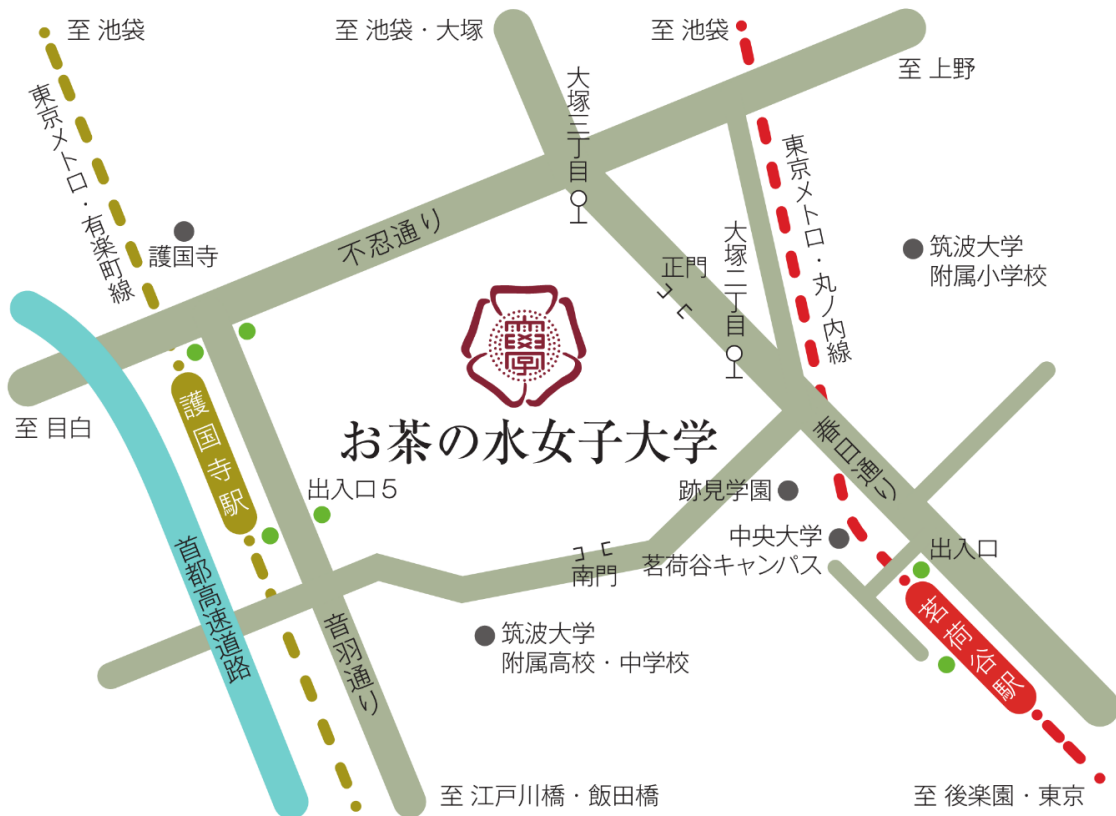 至 池袋
至 池袋・大塚
至 池袋
至 上野
東京メトロ・有楽町線
大塚三丁目
東京メトロ・丸ノ内線
護国寺
不忍通り
正門
大塚二丁目
筑波大学
附属小学校
學
お茶の水女子大学
至 目白
護国寺駅
出入口5
春日通り
跡見学園
中央大学
茗荷谷キャンパス
出入口
首都高速道路
南門
音羽通り
筑波大学
附属高校・中学校
茗荷谷駅
至 江戸川橋・飯田橋
至 後楽園・東京